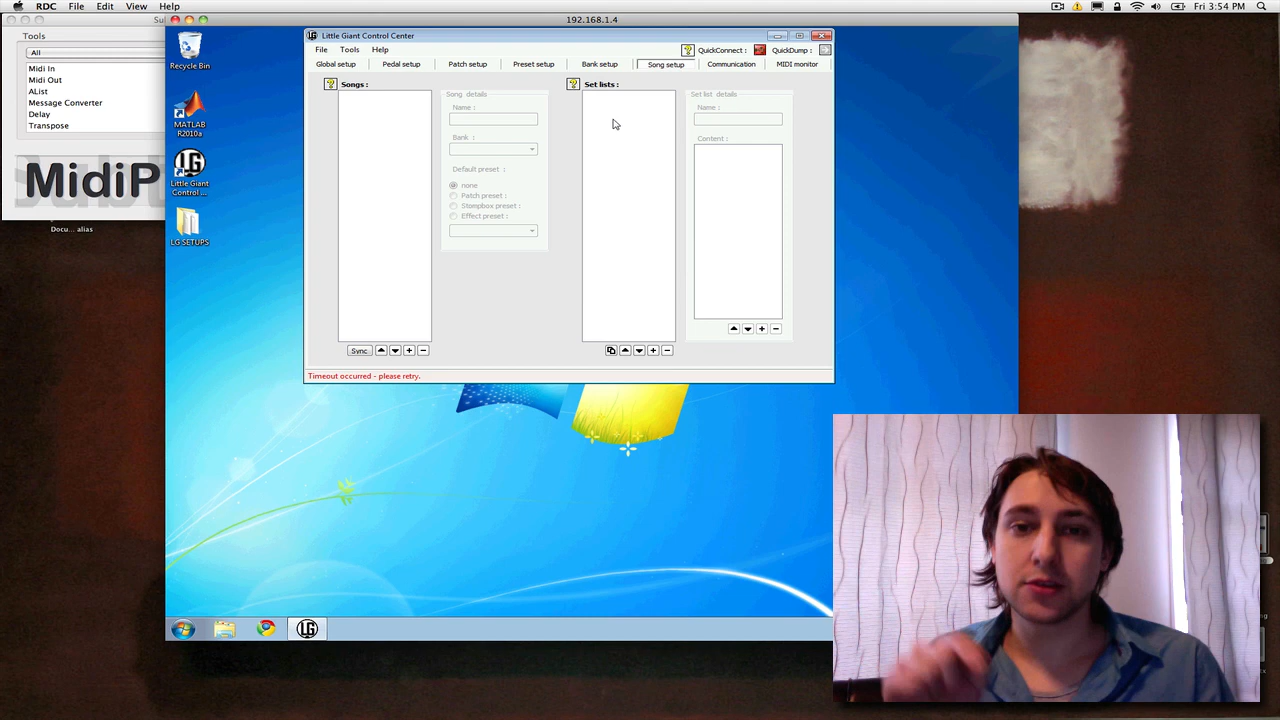 RDC File Edit View Help
Fri 3:54 PM
192.168.1.4
Tools
All
Midi In
Midi Out
AList
Message Converter
Delay
Transpose
MidiP
Docu... alias
Recycle Bin
MATLAB
R2010a
LG
Little Giant
Control ...
LG SETUPS
Little Giant Control Center
File Tools Help
? QuickConnect : QuickDump :
Global setup Pedal setup Patch setup Preset setup Bank setup Song setup Communication MIDI monitor
? Songs :
Song details
Name :
Bank :
Default preset :
none
Patch preset :
Stompbox preset :
Effect preset :
Sync
? Set lists :
Set list details
Name :
Content :
Timeout occurred - please retry.
LG